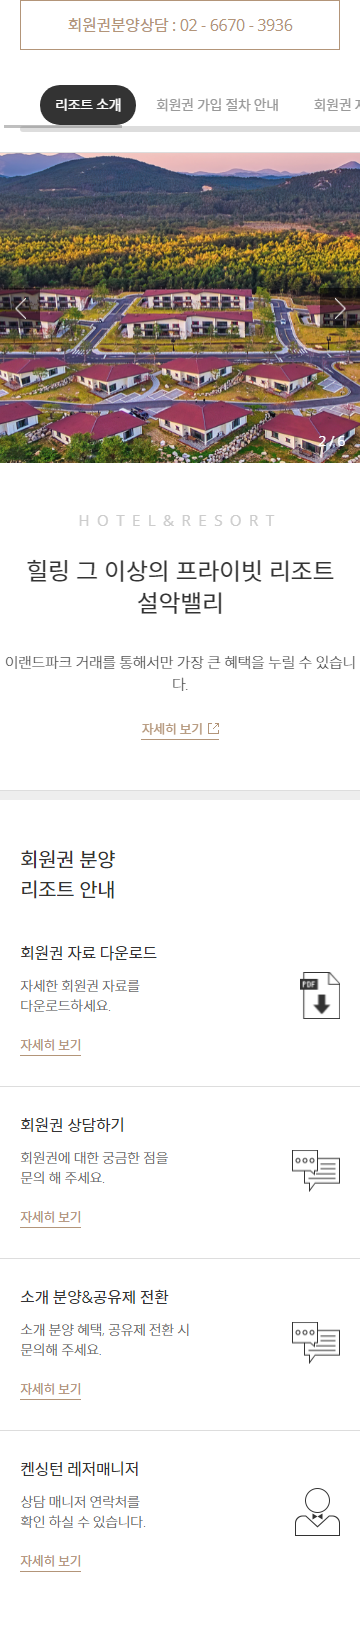 회원권분양상담 : 02 - 6670 - 3936
리조트 소개 회원권 가입 절차 안내 회원권
2 / 6
HOTEL&RESORT
힐링 그 이상의 프라이빗 리조트
설악밸리
이랜드파크 거래를 통해서만 가장 큰 혜택을 누릴 수 있습니
다.
자세히 보기
회원권 분양
리조트 안내
회원권 자료 다운로드
자세한 회원권 자료를
다운로드하세요.
PDF
자세히 보기
회원권 상담하기
회원권에 대한 궁금한 점을
문의 해 주세요.
자세히 보기
소개 분양&공유제 전환
소개 분양 혜택, 공유제 전환 시
문의해 주세요.
자세히 보기
켄싱턴 레저매니저
상담 매니저 연락처를
확인 하실 수 있습니다.
자세히 보기